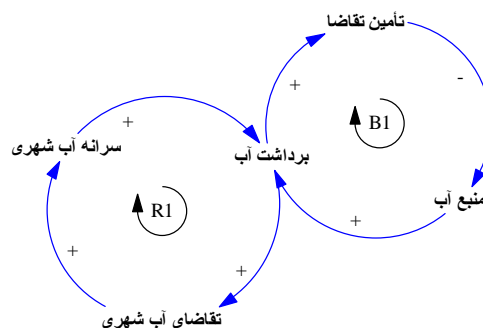 تأمین تقاضا
-
+
+
B1
برداشت آب
سرانه آب شهری
منبع آب
+
R1
+
+
تقاضای آب شهری